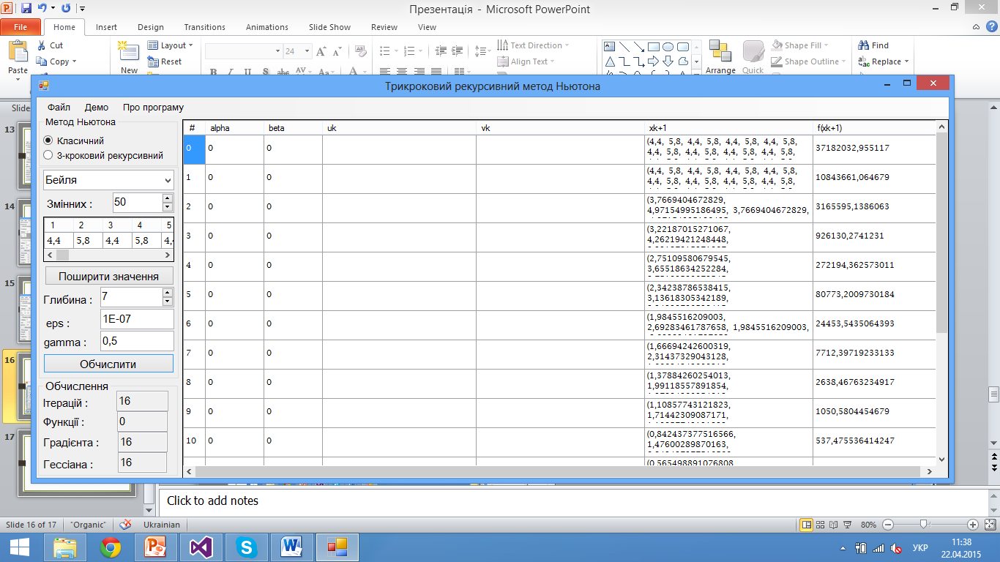 Презентація - Microsoft PowerPoint
File Home Insert Design Transitions Animations Slide Show Review View
Cut
Copy
Paste
New
Layout
Reset
24
Text Direction
Align Text
Arrange
Quick
Shape Fill
Shape Outline
Find
Replace
Трикроковий рекурсивний метод Ньютона
Файл Демо Про програму
Метод Ньютона
Класичний
3-кроковий рекурсивний
Бейля
Змінних : 50
1 2 3 4 5
4,4 5,8 4,4 5,8 4,
Поширити значення
Глибина : 7
eps : 1E-07
gamma : 0,5
Обчислити
Обчислення
Ітерацій : 16
Функції : 0
Градієнта : 16
Гессіана : 16
# alpha beta uk vk xk+1 f(xk+1)
0 0 0 (4,4, 5,8, 4,4, 5,8, 4,4, 5,8, 4,4, 5,8,
4,4, 5,8, 4,4, 5,8, 4,4, 5,8, 4,4, 5,8, 37182032,955117
1 0 0 (4,4, 5,8, 4,4, 5,8, 4,4, 5,8, 4,4, 5,8,
4,4, 5,8, 4,4, 5,8, 4,4, 5,8, 4,4, 5,8, 10843661,064679
2 0 0 (3,7669404672829,
4,97154995186495, 3,7669404672829, 3165595,1386063
3 0 0 (3,22187015271067,
4,26219421248448, 926130,2741231
4 0 0 (2,75109580679545,
3,65518634252284, 272194,362573011
5 0 0 (2,34238786538415,
3,13618305342189, 80773,2009730184
6 0 0 (1,9845516209003,
2,69283461787658, 1,9845516209003, 24453,5435064393
7 0 0 (1,66694242600319,
2,31437329043128, 7712,39719233133
8 0 0 (1,37884260254013,
1,99118557891854, 2638,46763234917
9 0 0 (1,10857743121823,
1,71442309087171, 1050,5804454679
10 0 0 (0,842437377516566,
1,47600289870163, 537,475536414247
(0,565498891076808,
Slide
13
14
15
16
17
Click to add notes
Slide 16 of 17 "Organic" Ukrainian 80%
УКР
11:38
22.04.2015